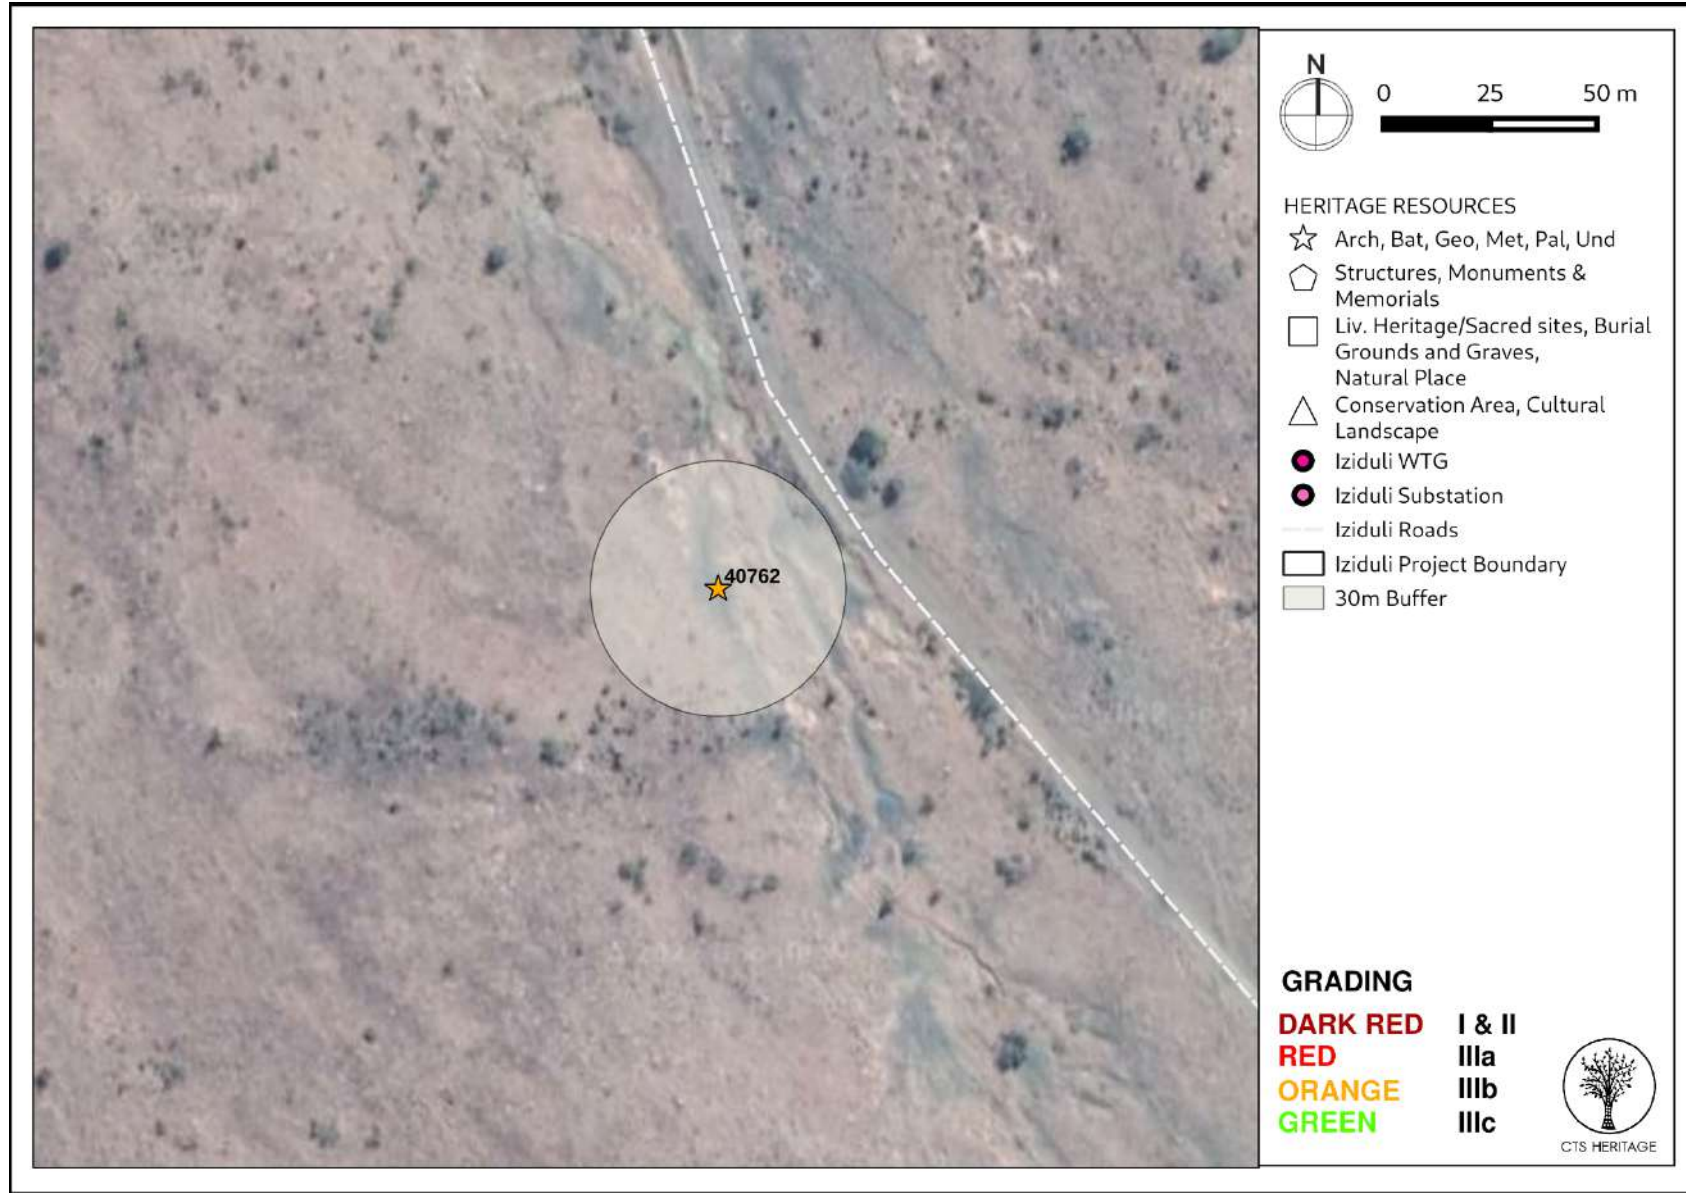 N
0 25 50 m
HERITAGE RESOURCES
Arch, Bat, Geo, Met, Pal, Und
Structures, Monuments &
Memorials
Liv. Heritage/Sacred sites, Burial
Grounds and Graves,
Natural Place
Conservation Area, Cultural
Landscape
Iziduli WTG
Iziduli Substation
Iziduli Roads
Iziduli Project Boundary
30m Buffer
40762
GRADING
DARK RED I & II
RED IIIa
ORANGE IIIb
GREEN IIIc
CTS HERITAGE